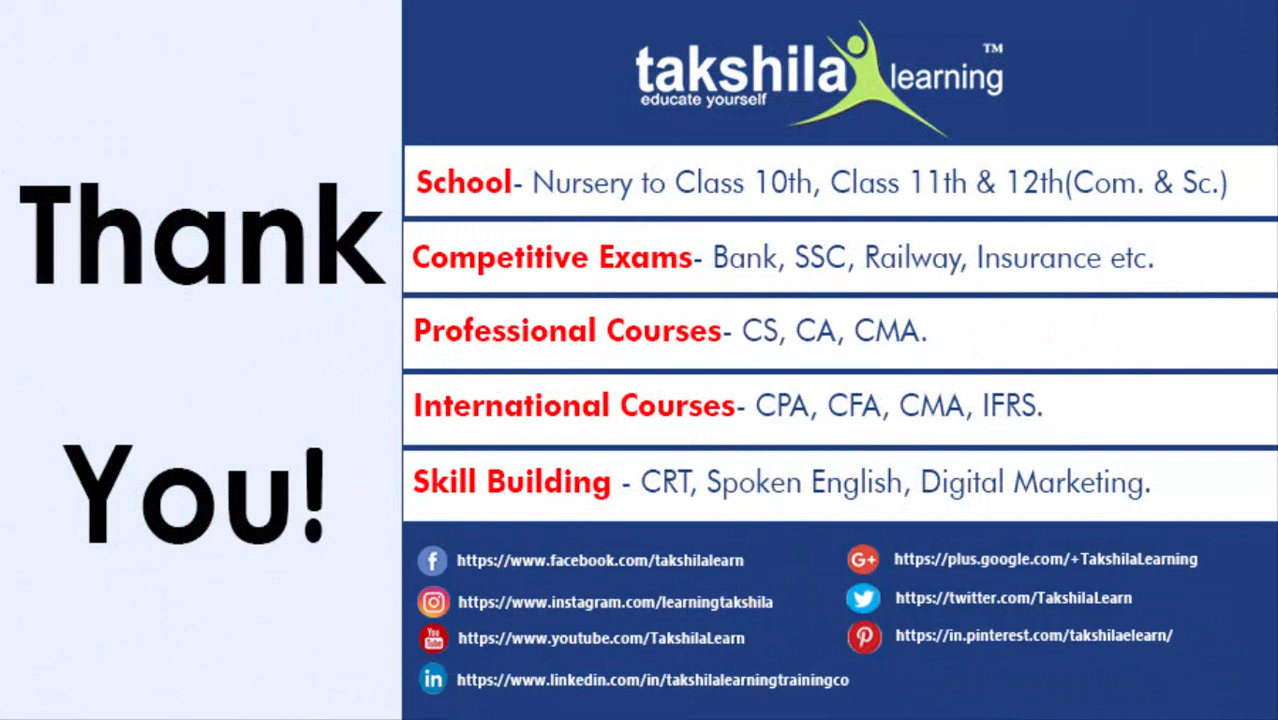 Thank
You!
takshila learning ™
educate yourself
School- Nursery to Class 10th, Class 11th & 12th(Com. & Sc.)
Competitive Exams- Bank, SSC, Railway, Insurance etc.
Professional Courses- CS, CA, CMA.
International Courses- CPA, CFA, CMA, IFRS.
Skill Building - CRT, Spoken English, Digital Marketing.
f https://www.facebook.com/takshilalearn
https://www.instagram.com/learningtakshila
You Tube https://www.youtube.com/TakshilaLearn
in https://www.linkedin.com/in/takshilalearningtrainingco
G+ https://plus.google.com/+TakshilaLearning
https://twitter.com/TakshilaLearn
https://in.pinterest.com/takshilaelearn/